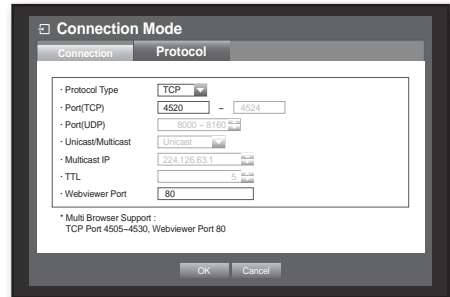 Connection Mode
Connection Protocol
· Protocol Type TCP
· Port(TCP) 4520 ~ 4524
· Port(UDP) 8000 ~ 8160
· Unicast/Multicast Unicast
· Multicast IP 224.126.63.1
· TTL 5
· Webviewer Port 80
* Multi Browser Support :
TCP Port 4505~4530, Webviewer Port 80
OK Cancel